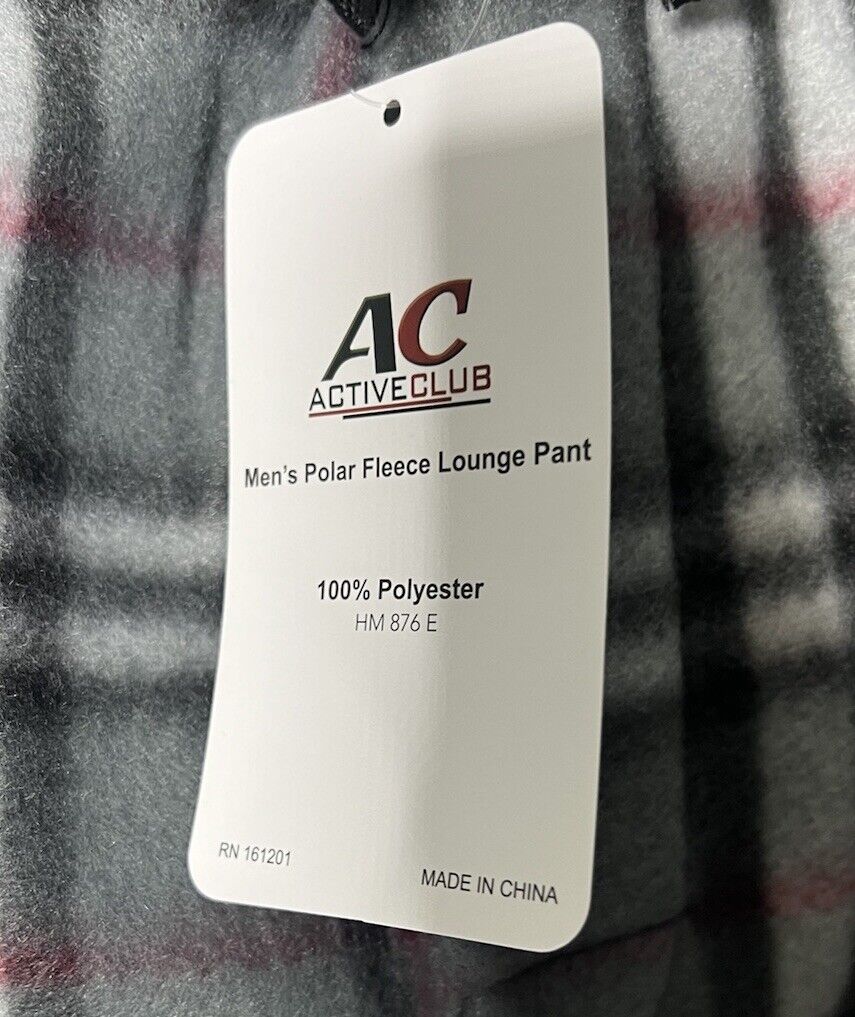 AC
ACTIVECLUB
Men's Polar Fleece Lounge Pant
100% Polyester
HM 876 E
RN 161201
MADE IN CHINA